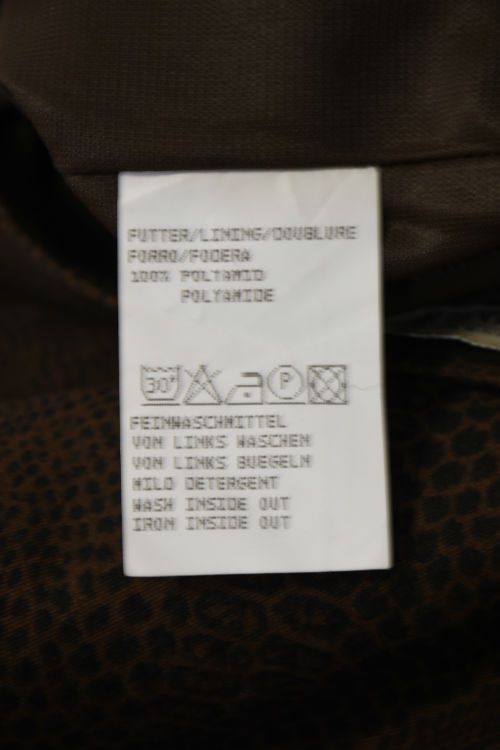 FUTTER/LINING/DOUBLURE
FORRO/FODERA
100% POLYAMID
POLYAMIDE
30° P
FEINWASCHMITTEL
VON LINKS WASCHEN
VON LINKS BUEGELN
MILD DETERGENT
WASH INSIDE OUT
IRON INSIDE OUT